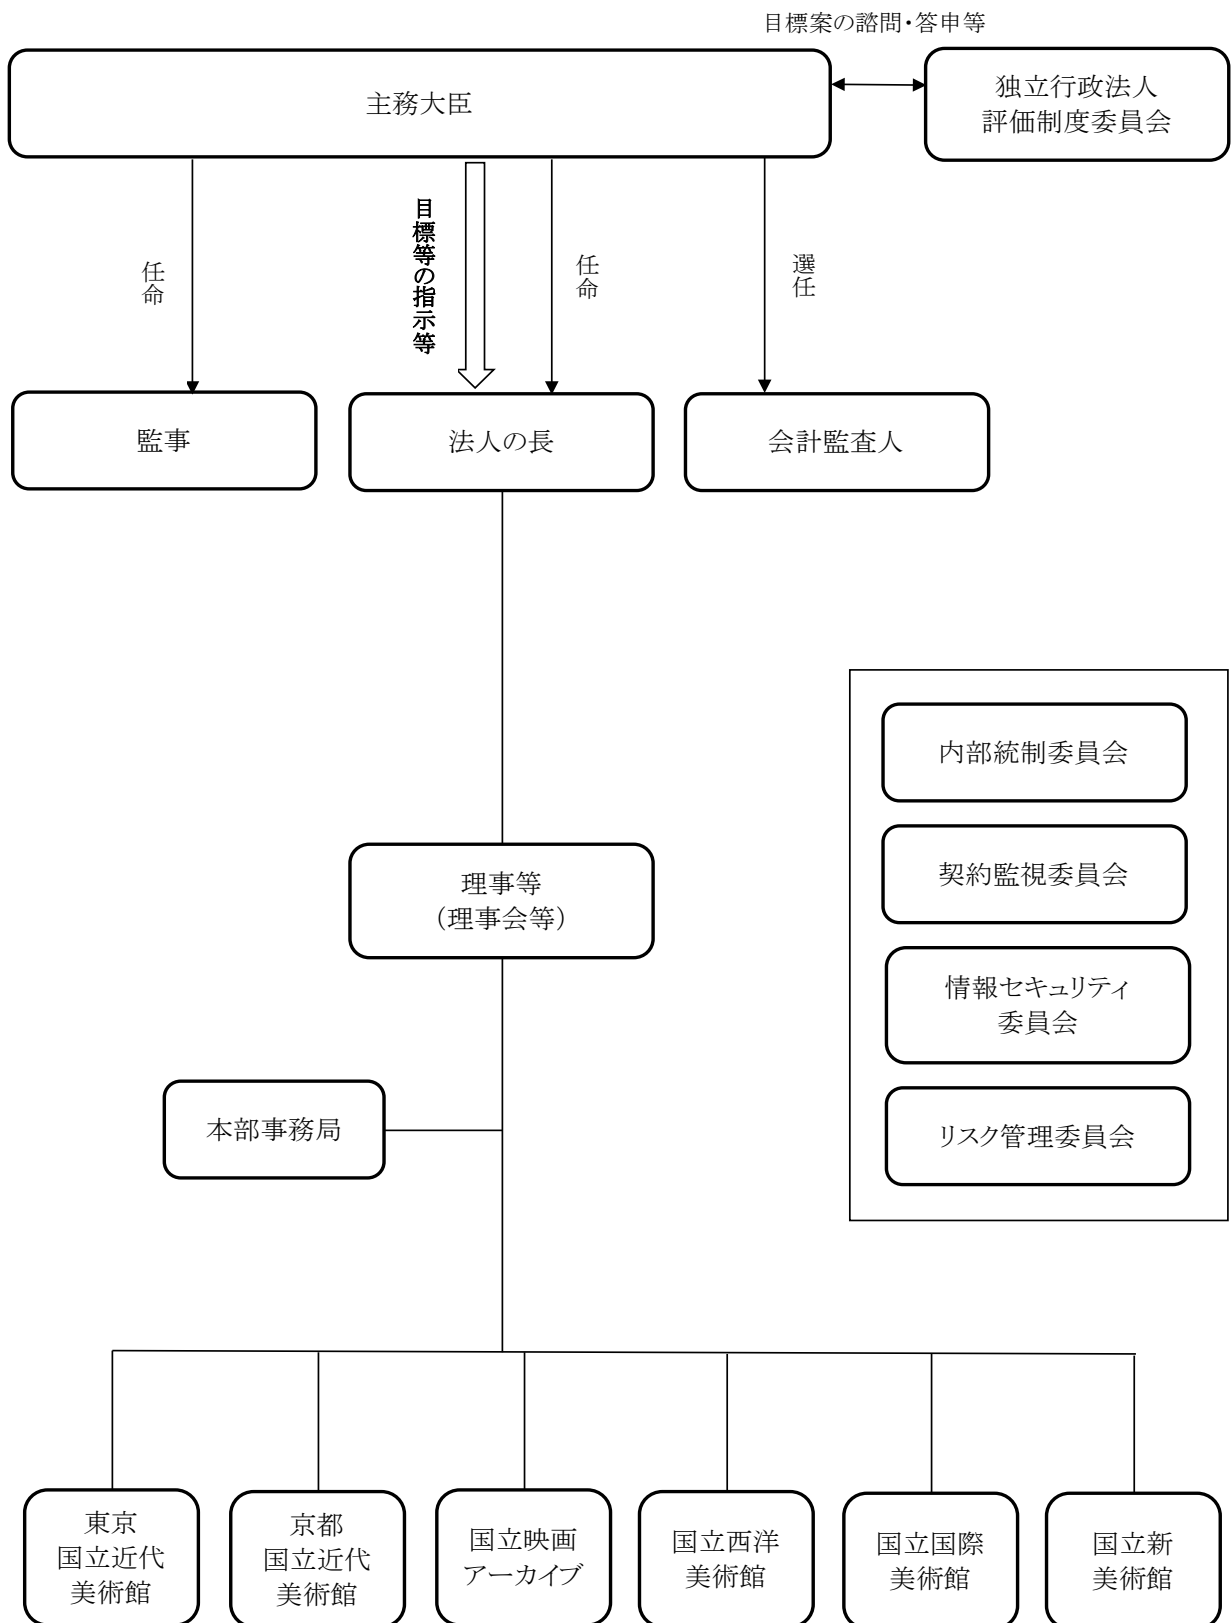 目標案の諮問・答申等
主務大臣
独立行政法人
評価制度委員会
任命
目標等の指示等
任命
選任
監事
法人の長
会計監査人
内部統制委員会
契約監視委員会
理事等
（理事会等）
情報セキュリティ
委員会
本部事務局
リスク管理委員会
東京
国立近代
美術館
京都
国立近代
美術館
国立映画
アーカイブ
国立西洋
美術館
国立国際
美術館
国立新
美術館